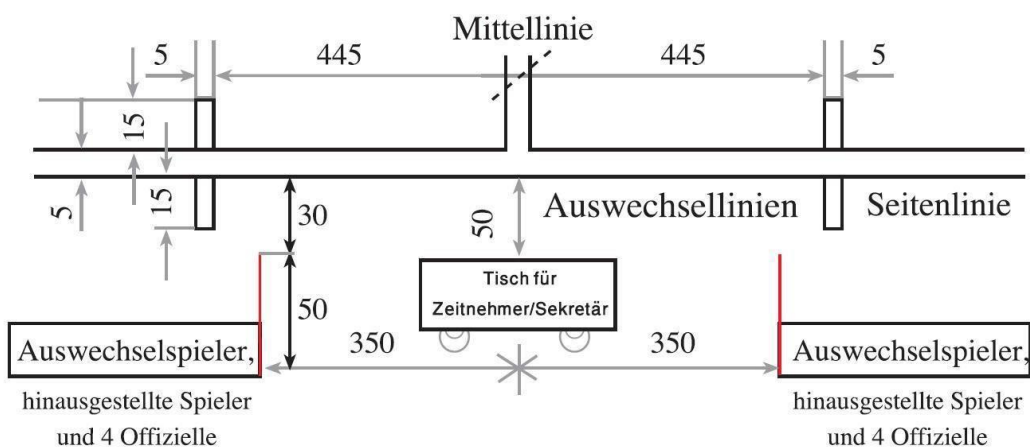 Mittellinie
5
445
445
5
15
5
15
30
50
Auswechsellinien
Seitenlinie
Tisch für
Zeitnehmer/Sekretär
50
350
350
Auswechselspieler,
hinausgestellte Spieler
und 4 Offizielle
Auswechselspieler,
hinausgestellte Spieler
und 4 Offizielle